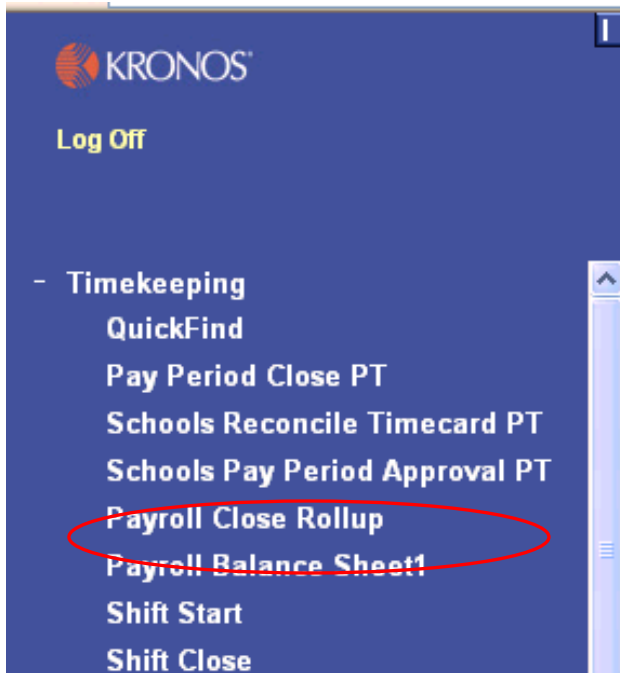 KRONOS
Log Off
- Timekeeping
QuickFind
Pay Period Close PT
Schools Reconcile Timecard PT
Schools Pay Period Approval PT
Payroll Close Rollup
Payroll Balance Sheet1
Shift Start
Shift Close